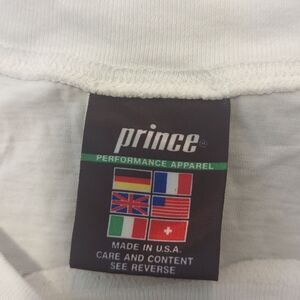 prince®
PERFORMANCE APPAREL
MADE IN U.S.A.
CARE AND CONTENT
SEE REVERSE